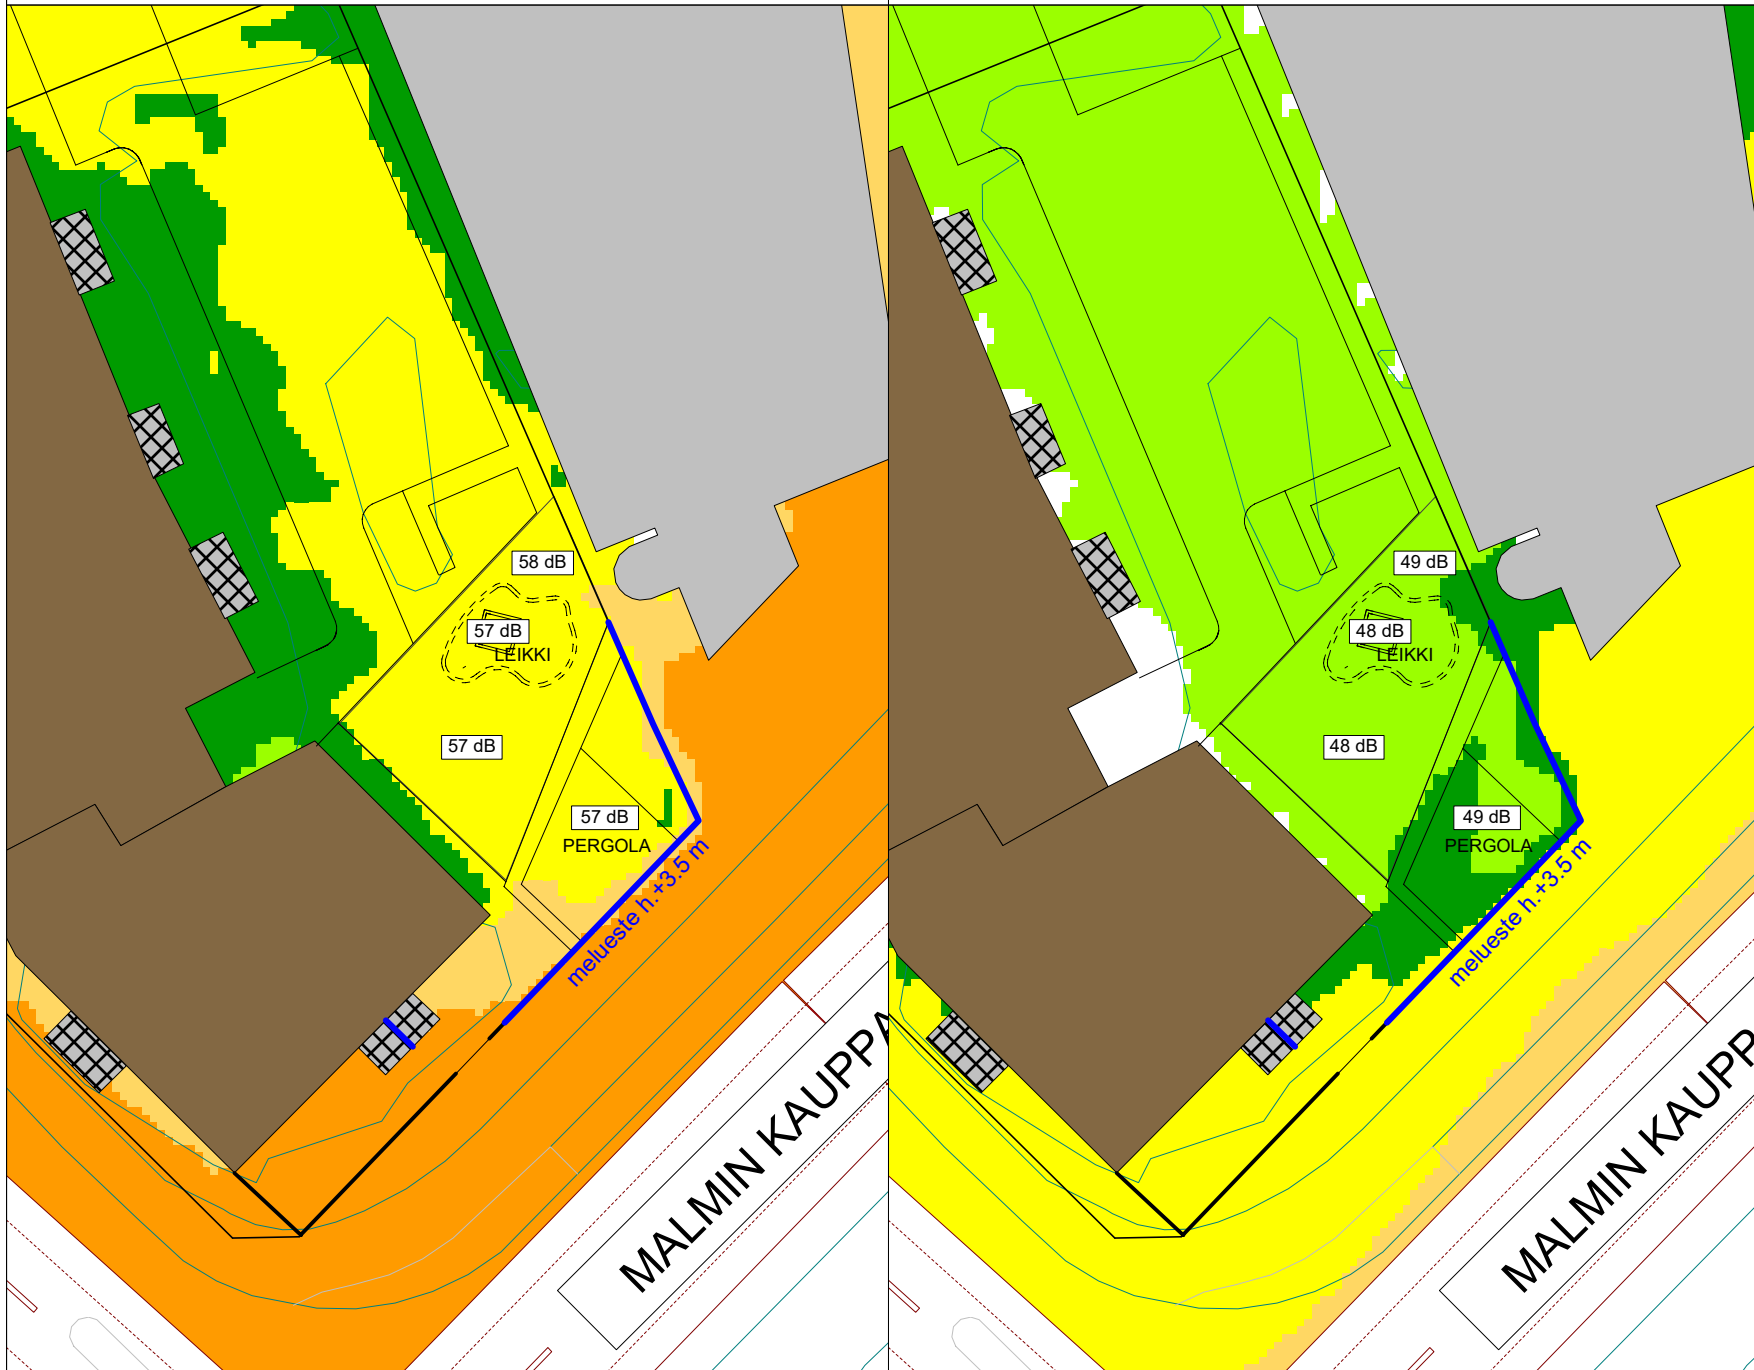 58 dB
57 dB
LEIKKI
57 dB
57 dB
PERGOLA
melueste h.+3.5 m
MALMIN KAUPPA
49 dB
48 dB
LEIKKI
48 dB
49 dB
PERGOLA
melueste h.+3.5 m
MALMIN KAUPP